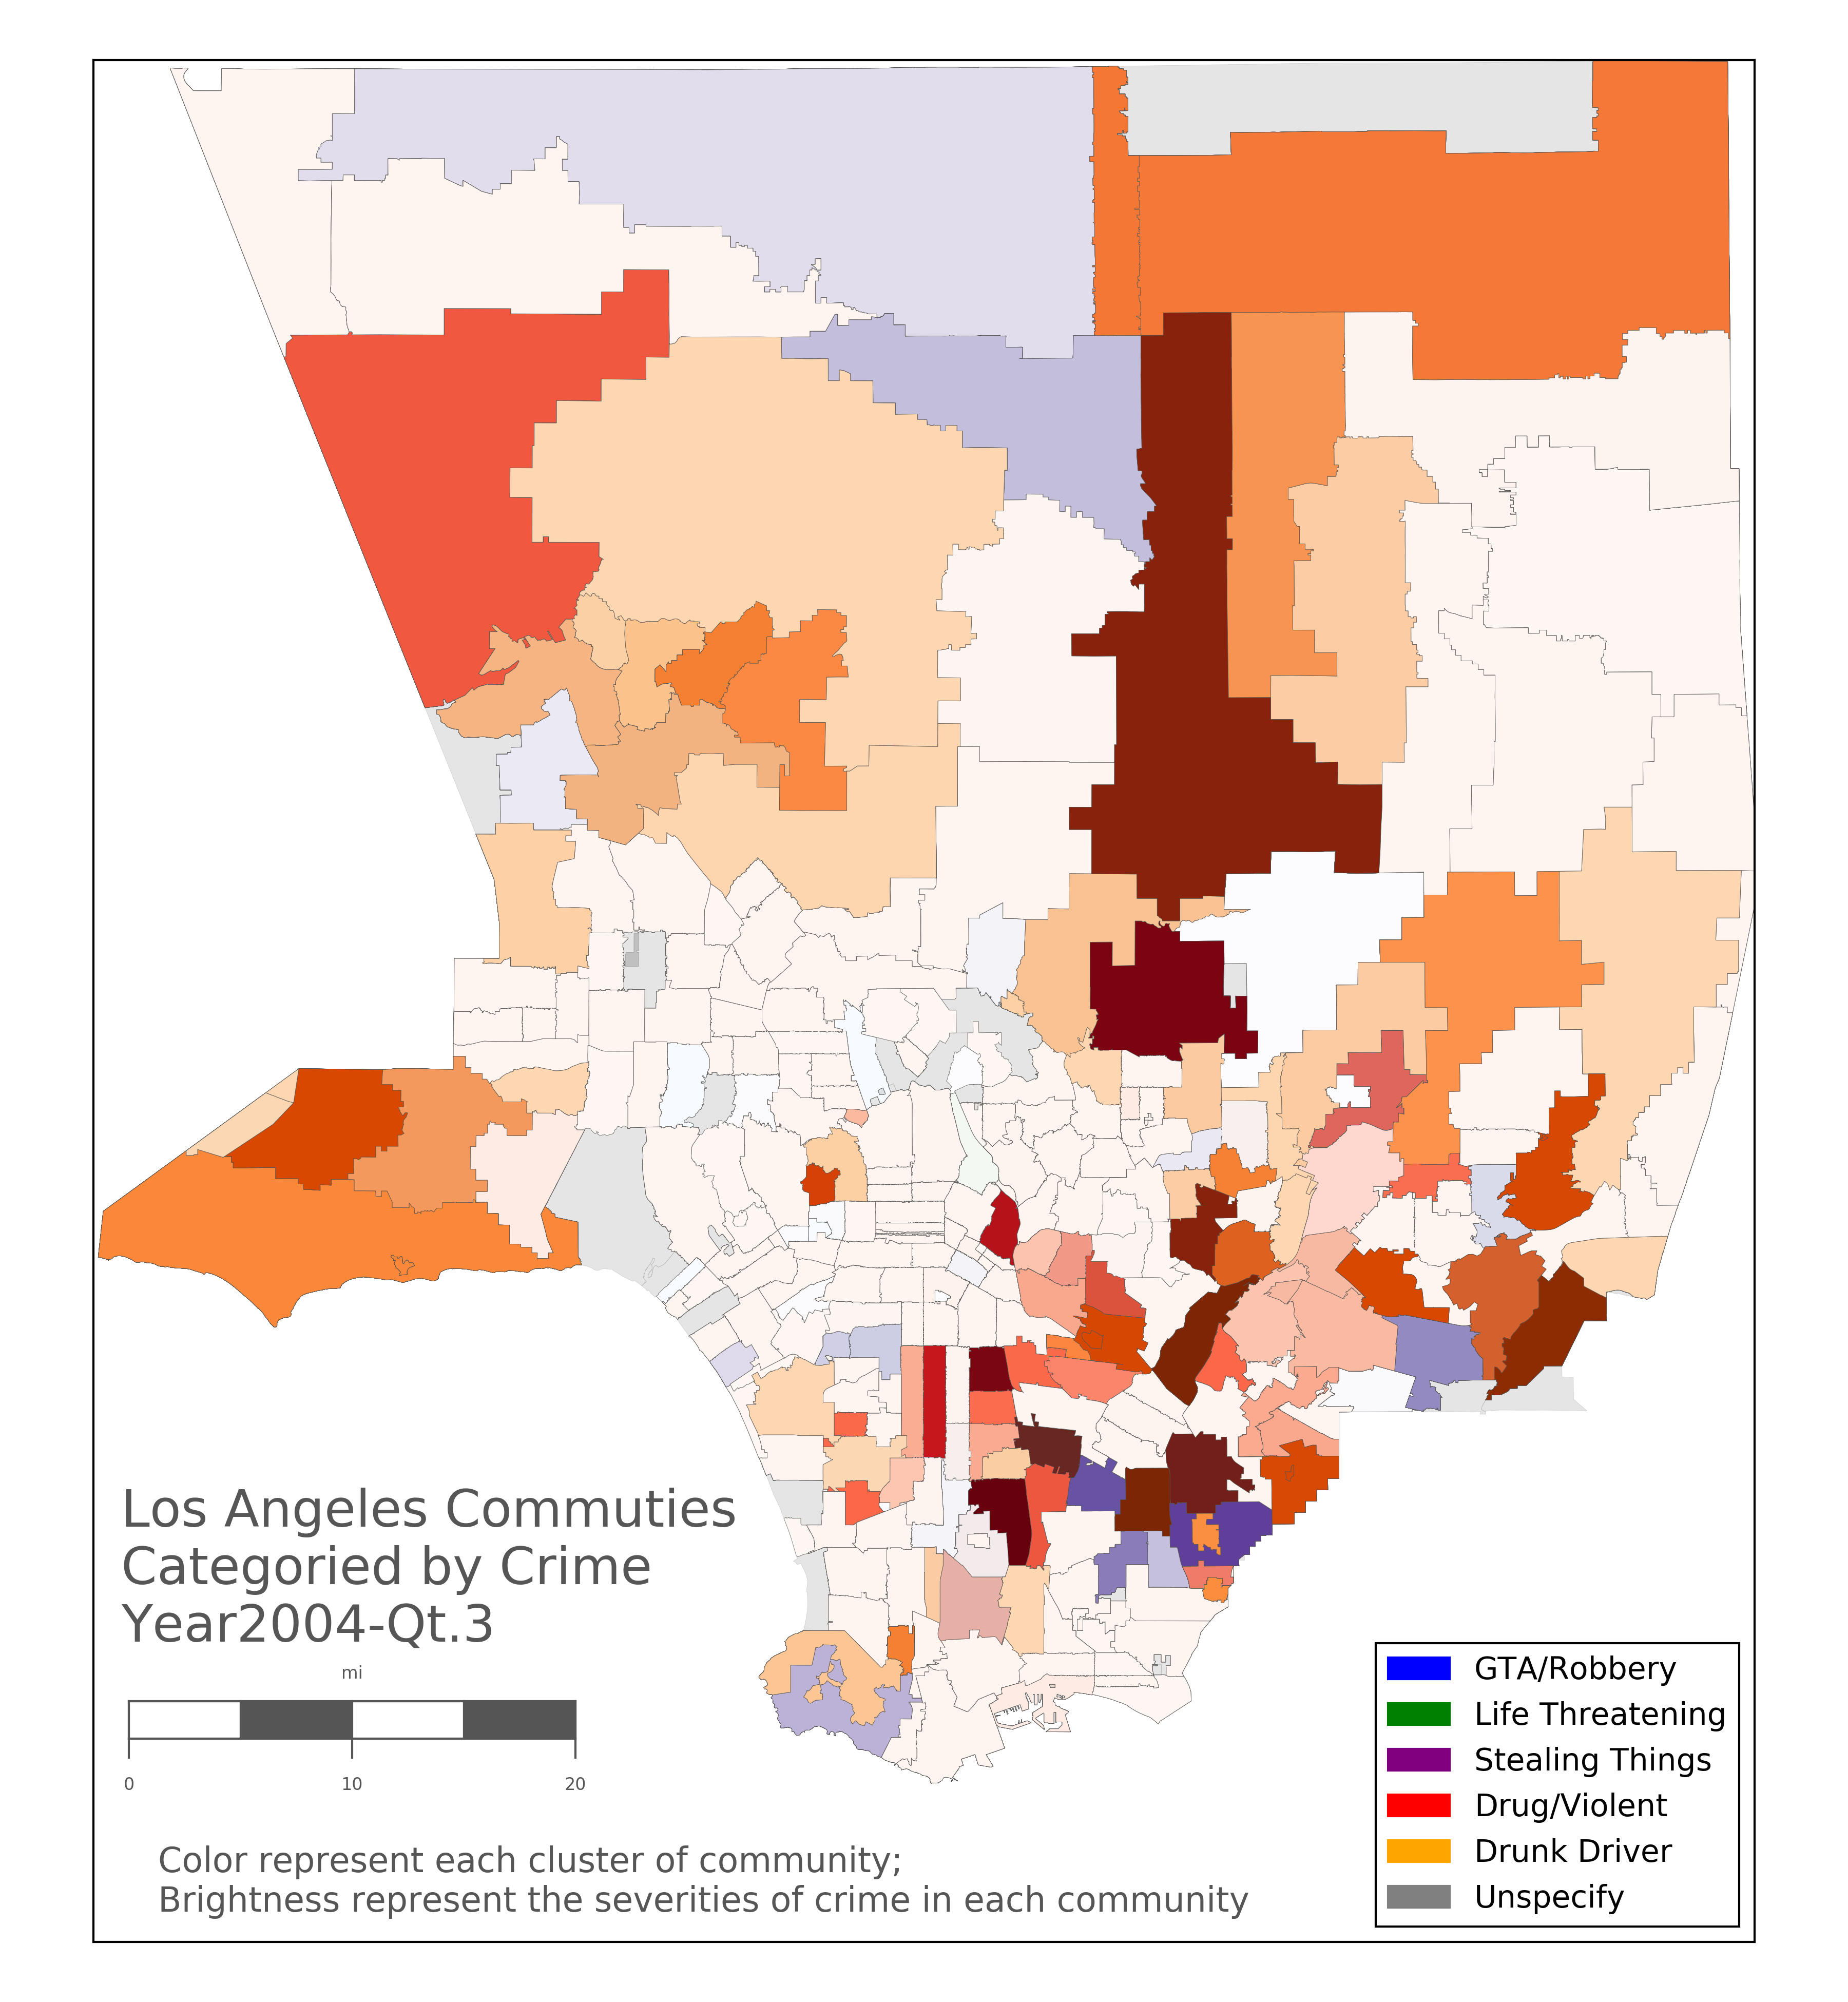 Los Angeles Commuties
Categoried by Crime
Year2004-Qt.3
mi
0 10 20
GTA/Robbery
Life Threatening
Stealing Things
Drug/Violent
Drunk Driver
Unspecify
Color represent each cluster of community;
Brightness represent the severities of crime in each community